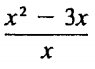 x² − 3x
x